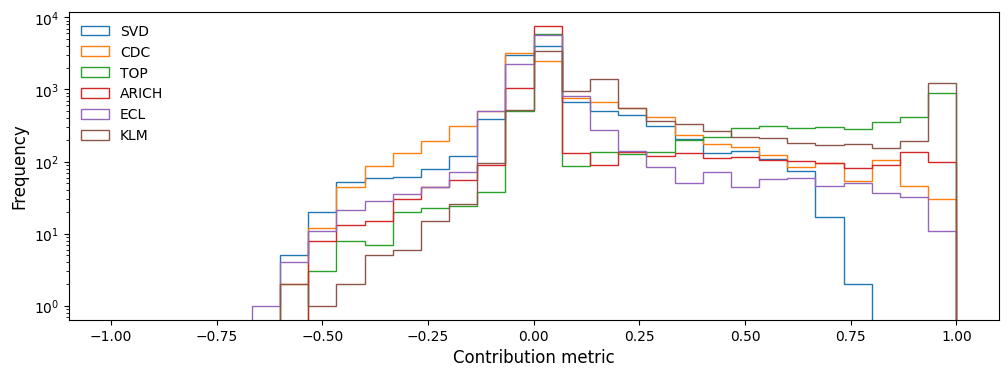 10⁴
10³
10²
10¹
10⁰
Frequency
SVD
CDC
TOP
ARICH
ECL
KLM
−1.00 −0.75 −0.50 −0.25 0.00 0.25 0.50 0.75 1.00
Contribution metric